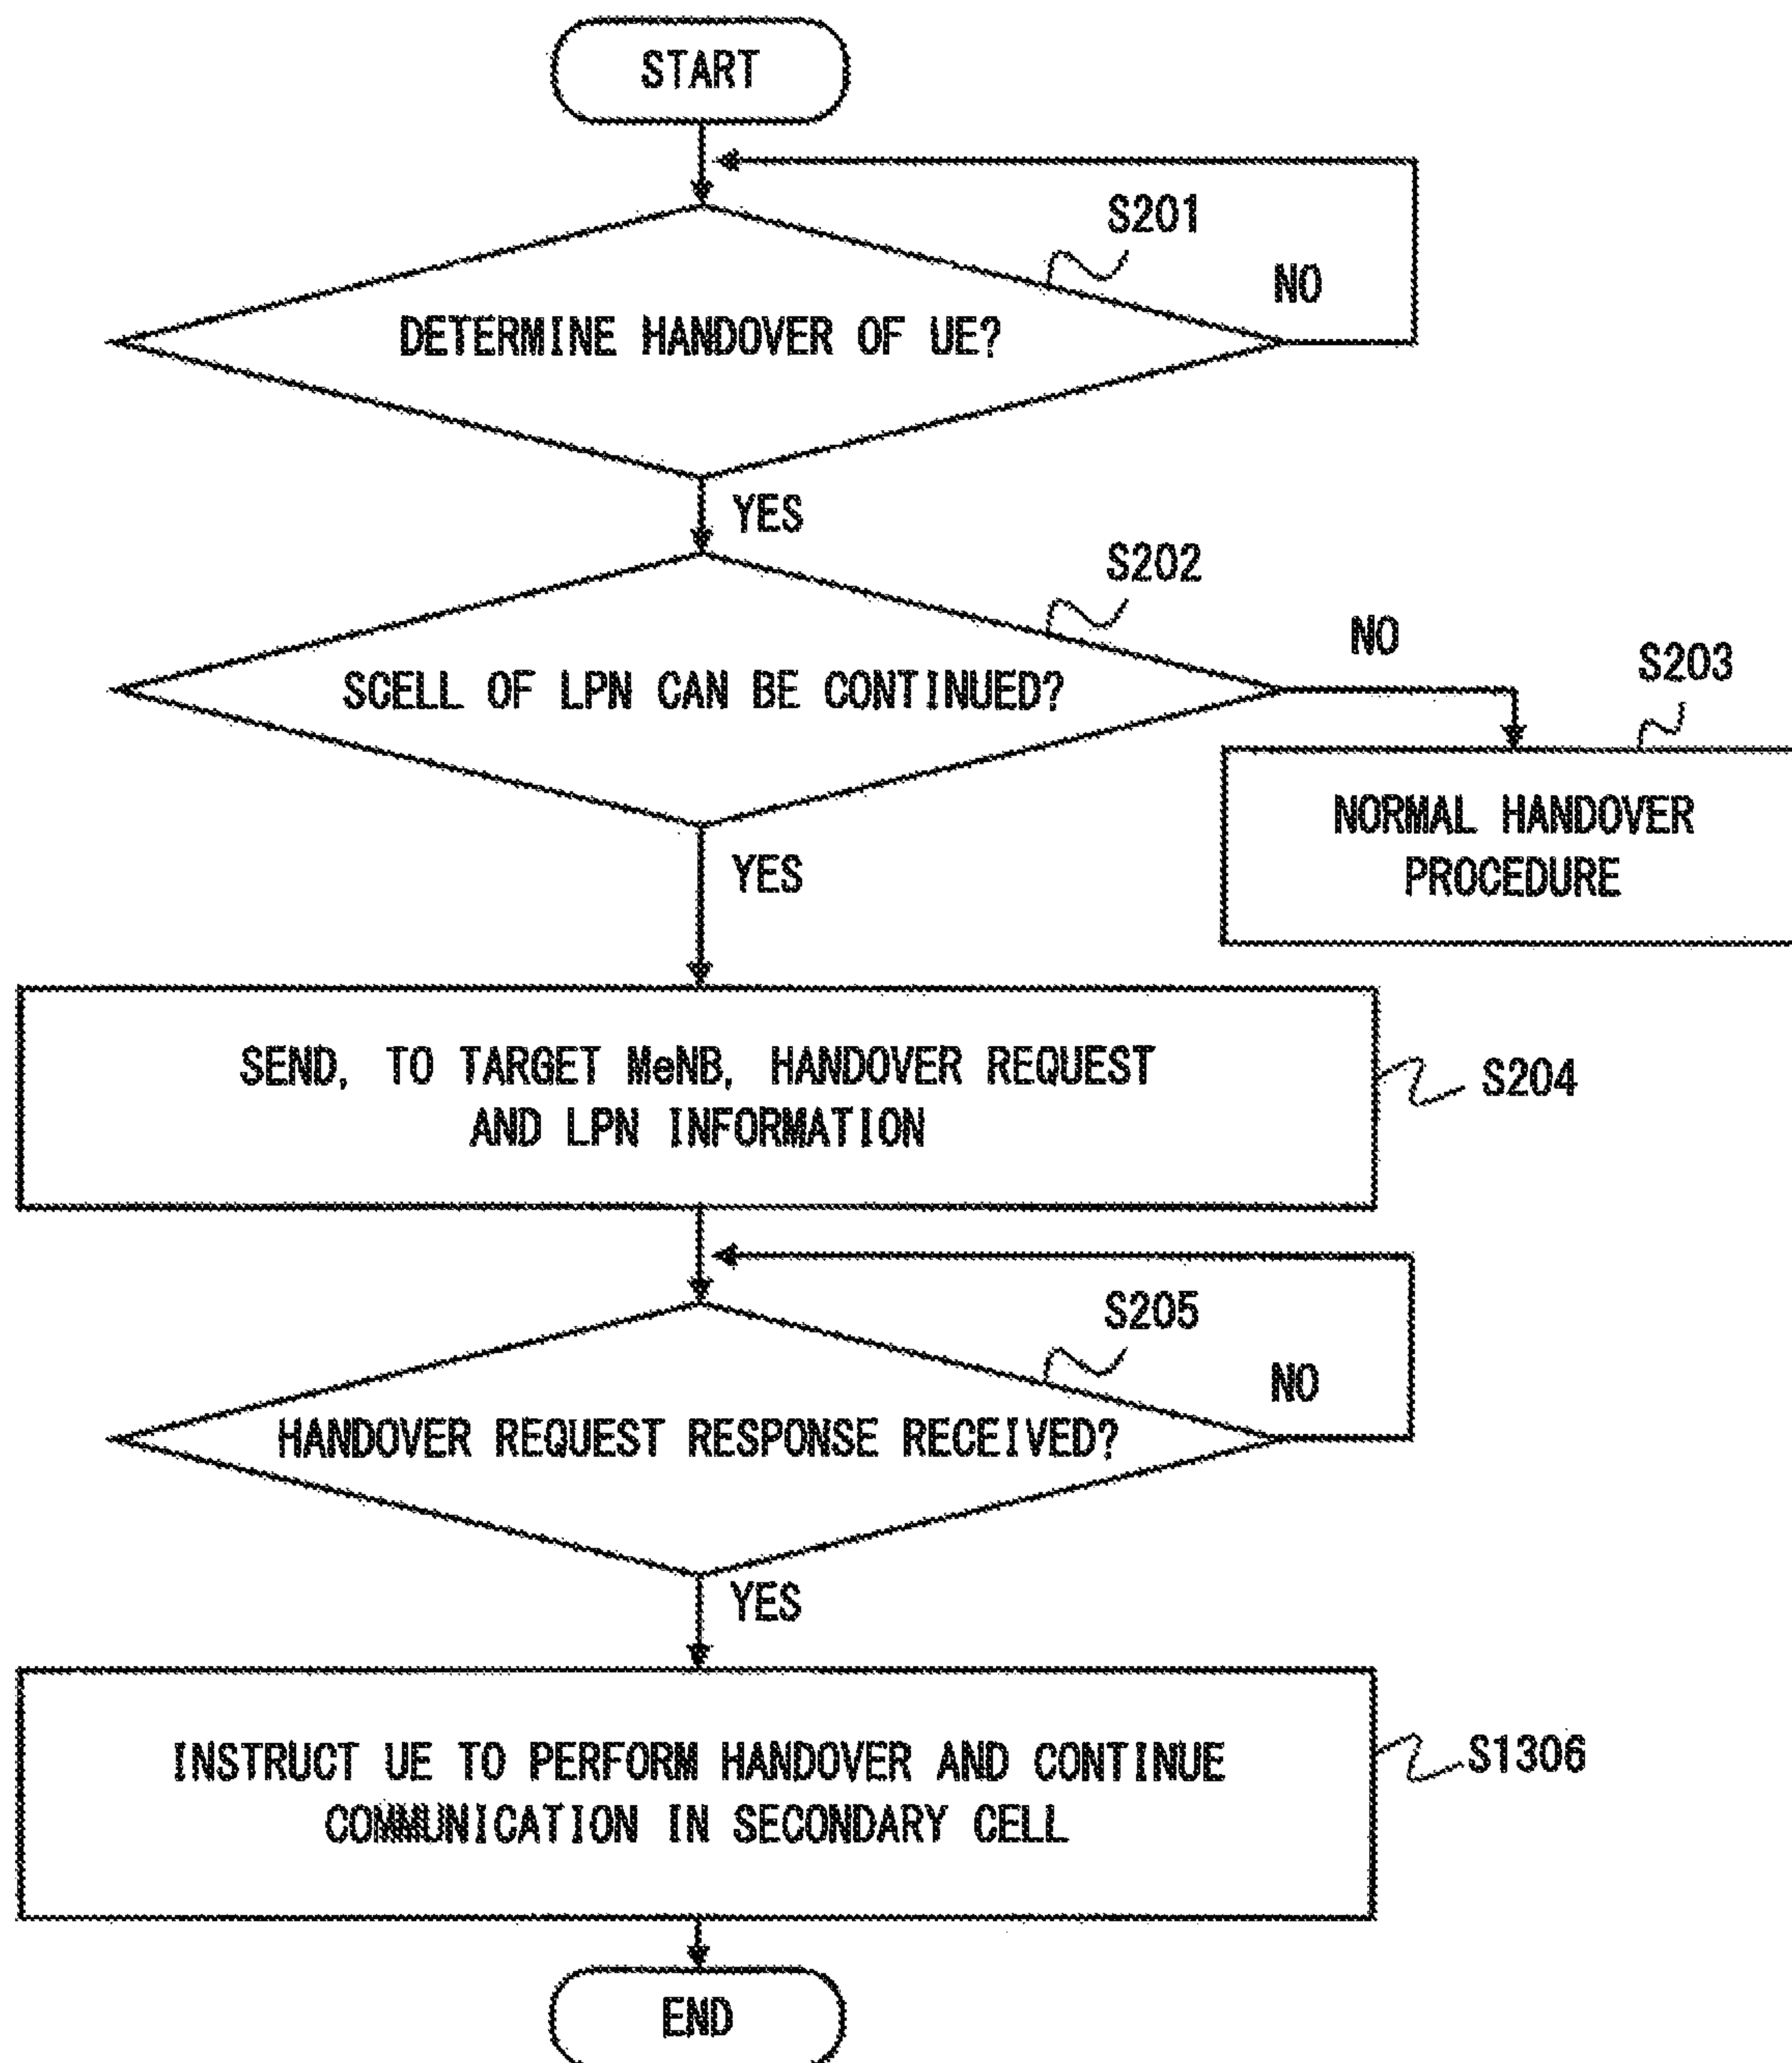 START
S201
NO
DETERMINE HANDOVER OF UE?
YES
S202
NO
SCELL OF LPN CAN BE CONTINUED?
S203
NORMAL HANDOVER
PROCEDURE
YES
SEND, TO TARGET MeNB, HANDOVER REQUEST
AND LPN INFORMATION
S204
S205
NO
HANDOVER REQUEST RESPONSE RECEIVED?
YES
INSTRUCT UE TO PERFORM HANDOVER AND CONTINUE
COMMUNICATION IN SECONDARY CELL
S1306
END